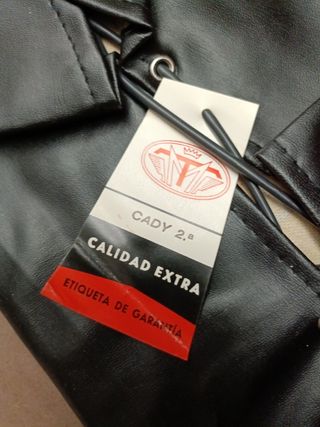 CADY 2.ª
CALIDAD EXTRA
ETIQUETA DE GARANTÍA